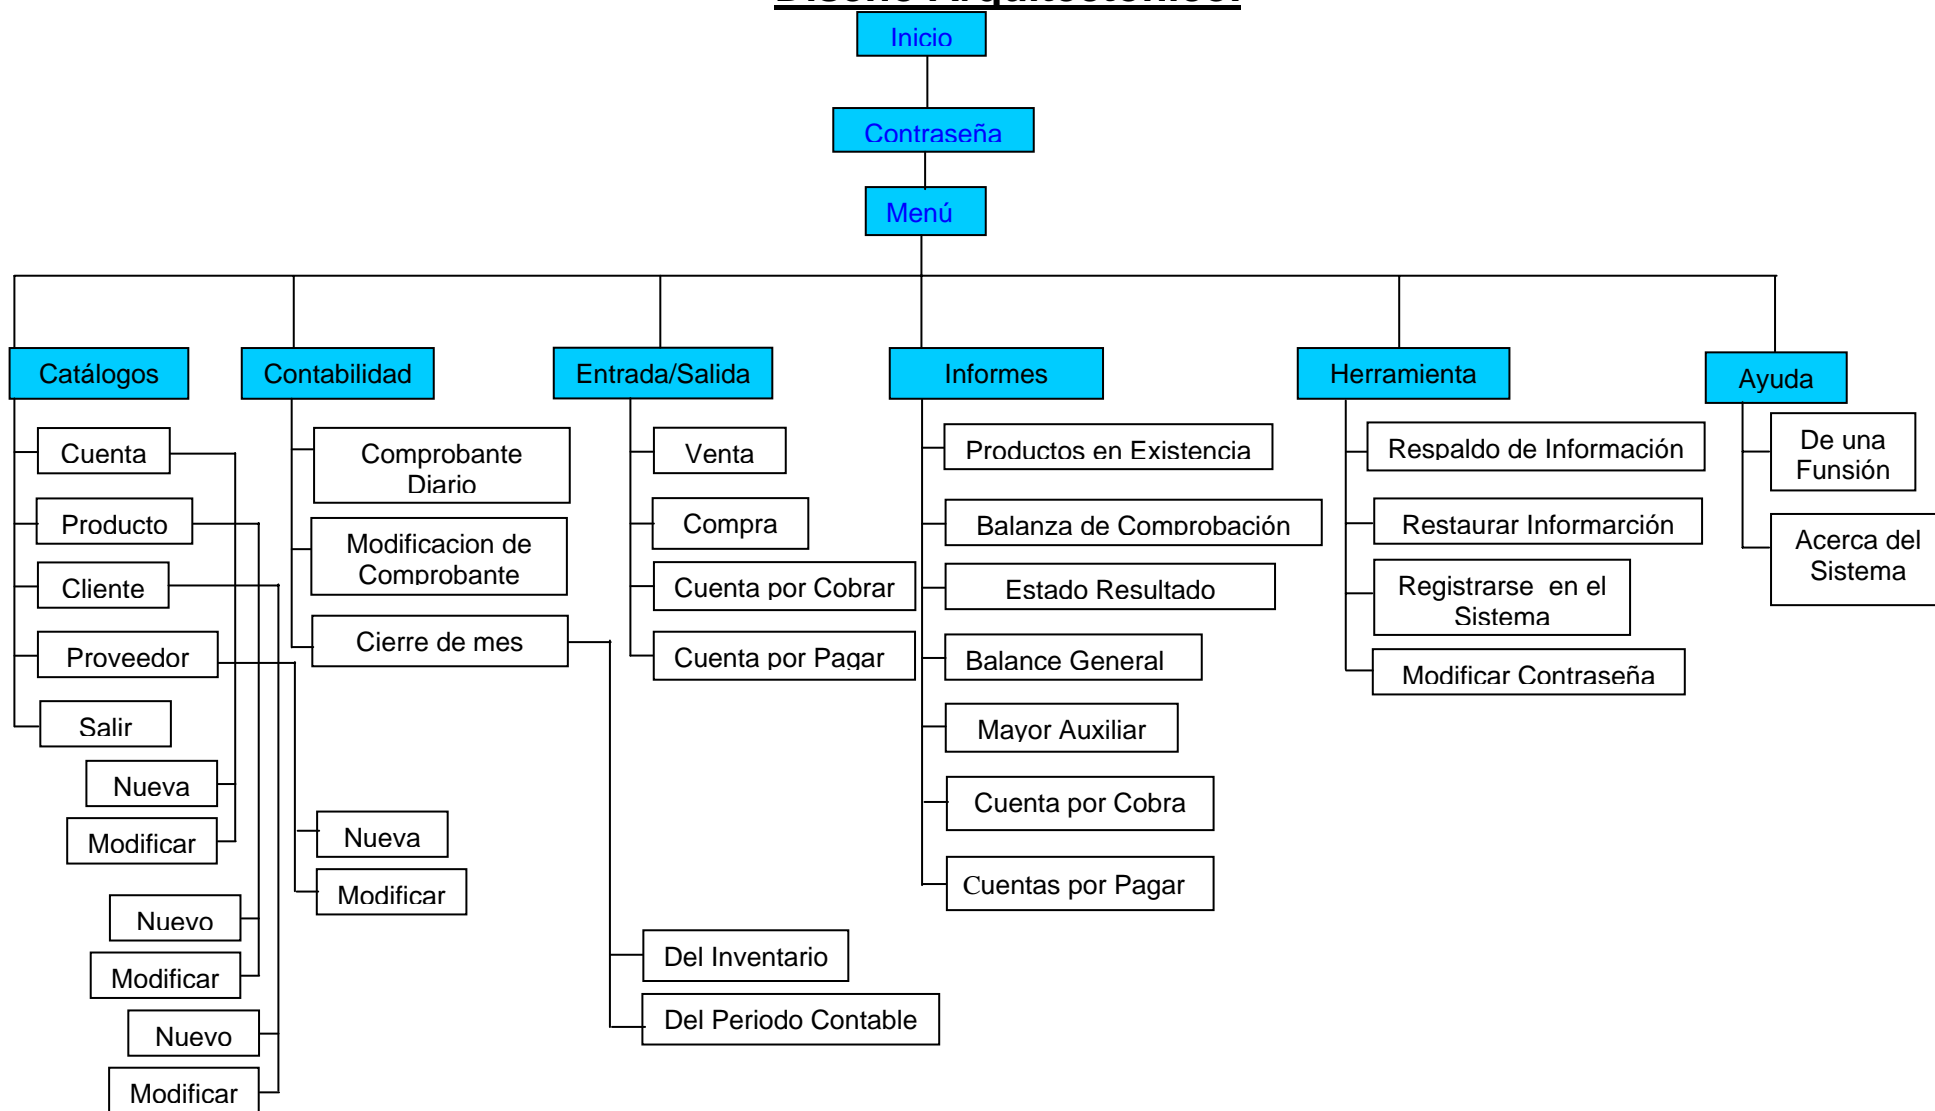 Diseño Arquitectónico.
Inicio
Contraseña
Menú
Catálogos
Contabilidad
Entrada/Salida
Informes
Herramienta
Ayuda
Cuenta
Producto
Cliente
Proveedor
Salir
Nueva
Modificar
Nuevo
Modificar
Nuevo
Modificar
Nueva
Modificar
Comprobante
Diario
Modificacion de
Comprobante
Cierre de mes
Del Inventario
Del Periodo Contable
Venta
Compra
Cuenta por Cobrar
Cuenta por Pagar
Productos en Existencia
Balanza de Comprobación
Estado Resultado
Balance General
Mayor Auxiliar
Cuenta por Cobra
Cuentas por Pagar
Respaldo de Información
Restaurar Informarción
Registrarse en el
Sistema
Modificar Contraseña
De una
Funsión
Acerca del
Sistema